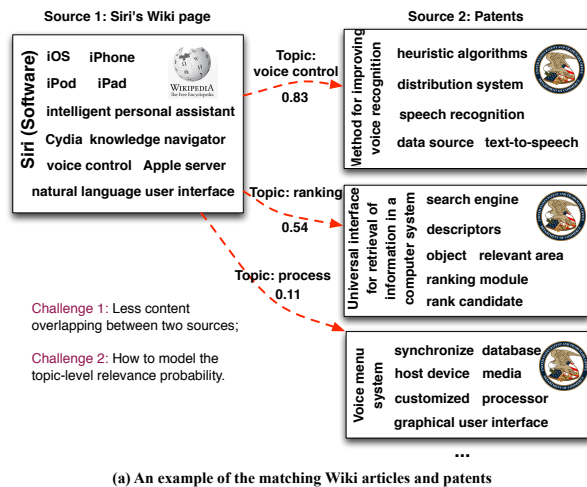 Source 1: Siri's Wiki page
Source 2: Patents
Siri (Software)
iOS iPhone
iPod iPad
intelligent personal assistant
Cydia knowledge navigator
voice control Apple server
natural language user interface
WIKIPEDIA
The Free Encyclopedia
Topic:
voice control
0.83
Method for improving
voice recognition
heuristic algorithms
distribution system
speech recognition
data source text-to-speech
Topic: ranking
0.54
Universal interface
for retrieval of
information in a
computer system
search engine
descriptors
object relevant area
ranking module
rank candidate
Topic: process
0.11
Voice menu
system
synchronize database
host device media
customized processor
graphical user interface
...
Challenge 1: Less content
overlapping between two sources;
Challenge 2: How to model the
topic-level relevance probability.
(a) An example of the matching Wiki articles and patents